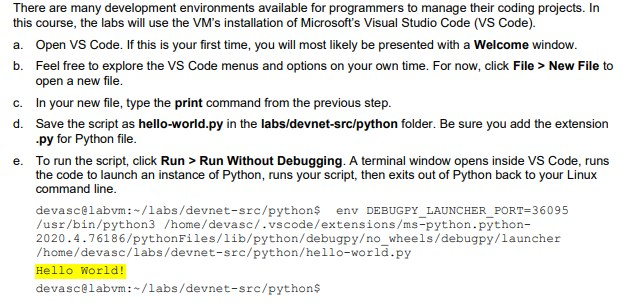 There are many development environments available for programmers to manage their coding projects. In
this course, the labs will use the VM's installation of Microsoft's Visual Studio Code (VS Code).
a. Open VS Code. If this is your first time, you will most likely be presented with a Welcome window.
b. Feel free to explore the VS Code menus and options on your own time. For now, click File > New File to
open a new file.
c. In your new file, type the print command from the previous step.
d. Save the script as hello-world.py in the labs/devnet-src/python folder. Be sure you add the extension
.py for Python file.
e. To run the script, click Run > Run Without Debugging. A terminal window opens inside VS Code, runs
the code to launch an instance of Python, runs your script, then exits out of Python back to your Linux
command line.
devasc@labvm:~/labs/devnet-src/python$ env DEBUGPY_LAUNCHER_PORT=36095
/usr/bin/python3 /home/devasc/.vscode/extensions/ms-python.python-
2020.4.76186/pythonFiles/lib/python/debugpy/no_wheels/debugpy/launcher
/home/devasc/labs/devnet-src/python/hello-world.py
Hello World!
devasc@labvm:~/labs/devnet-src/python$